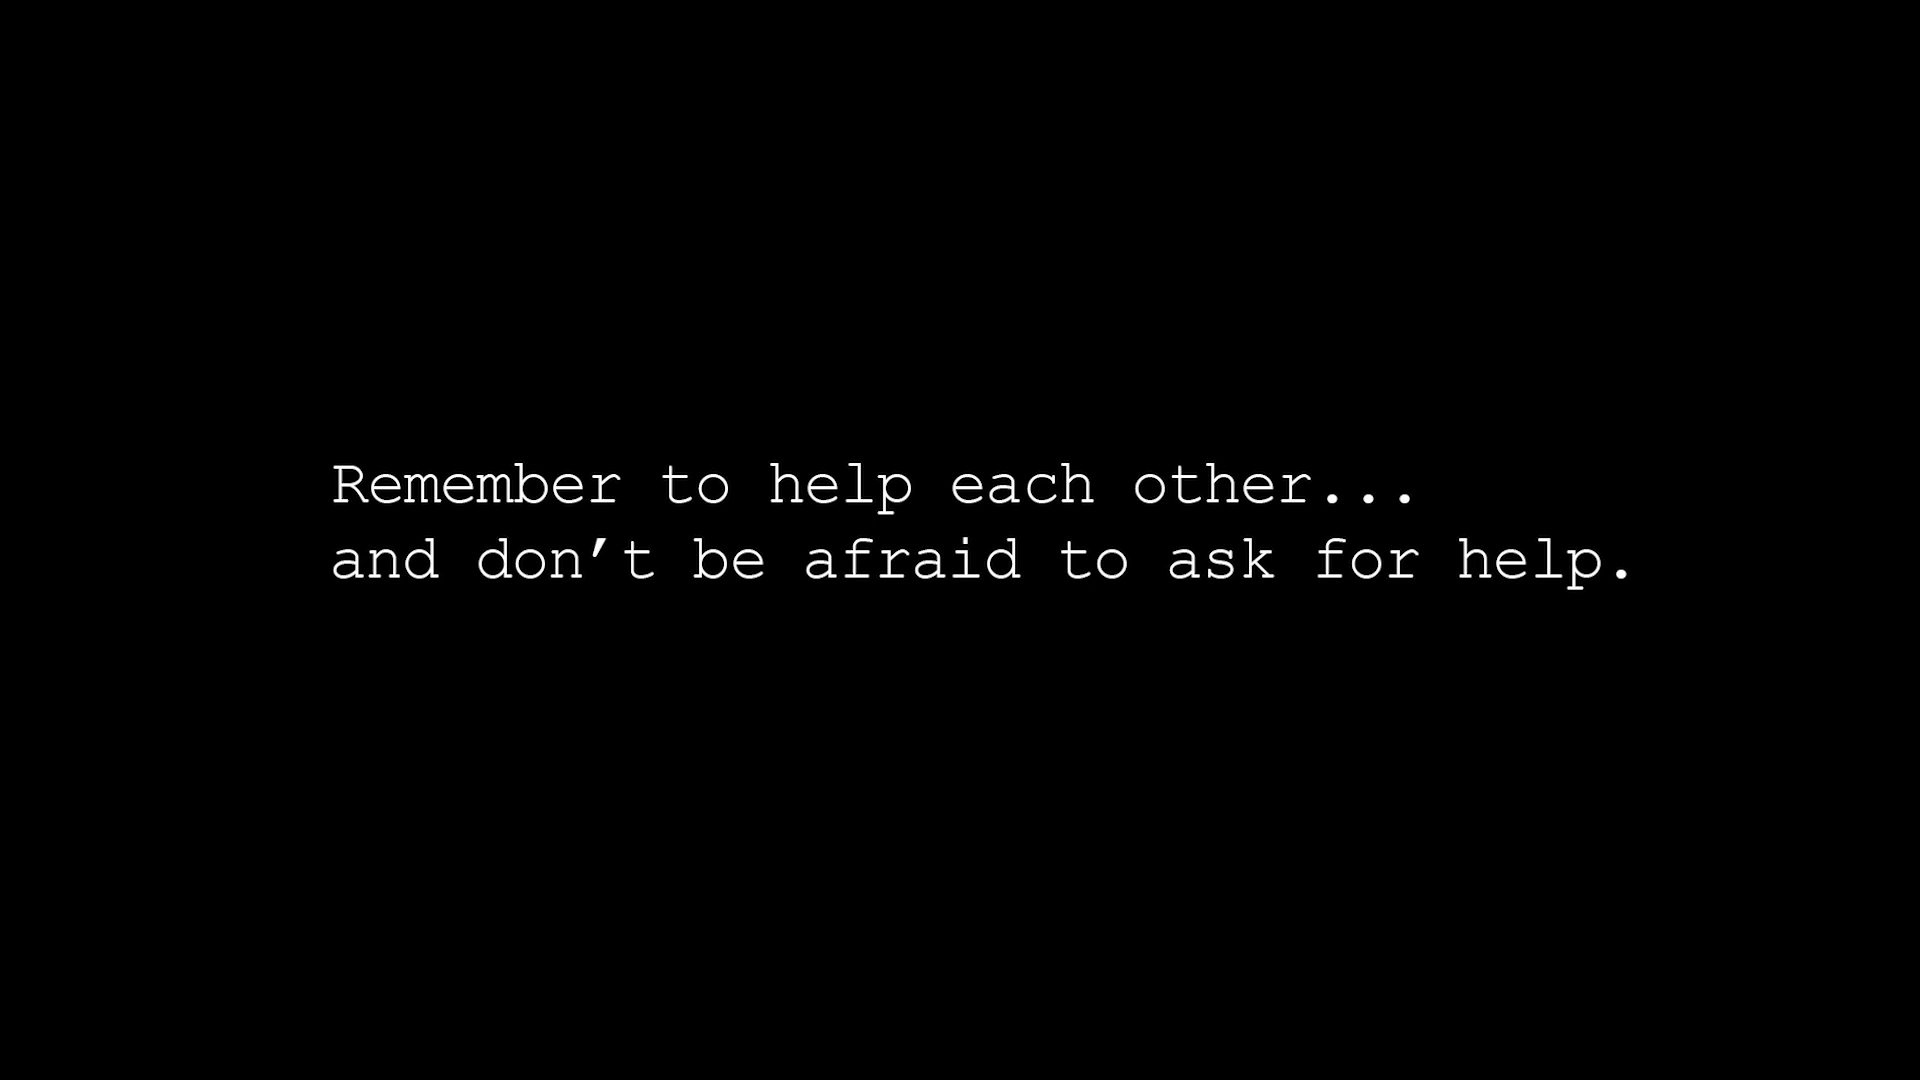 Remember to help each other...
and don’t be afraid to ask for help.